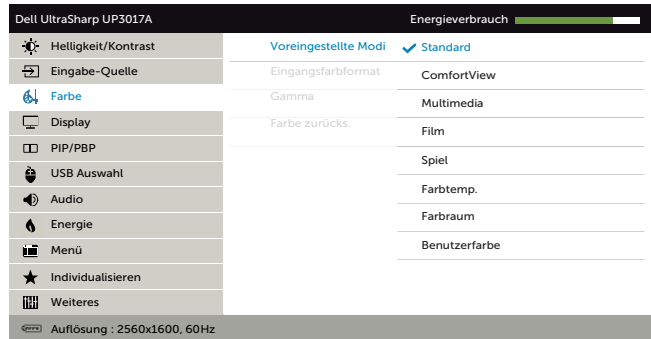 Dell UltraSharp UP3017A
Energieverbrauch
Helligkeit/Kontrast
Eingabe-Quelle
Farbe
Display
PIP/PBP
USB Auswahl
Audio
Energie
Menü
Individualisieren
Weiteres
Voreingestellte Modi
Eingangsfarbformat
Gamma
Farbe zurücks.
Standard
ComfortView
Multimedia
Film
Spiel
Farbtemp.
Farbraum
Benutzerfarbe
Auflösung : 2560x1600, 60Hz